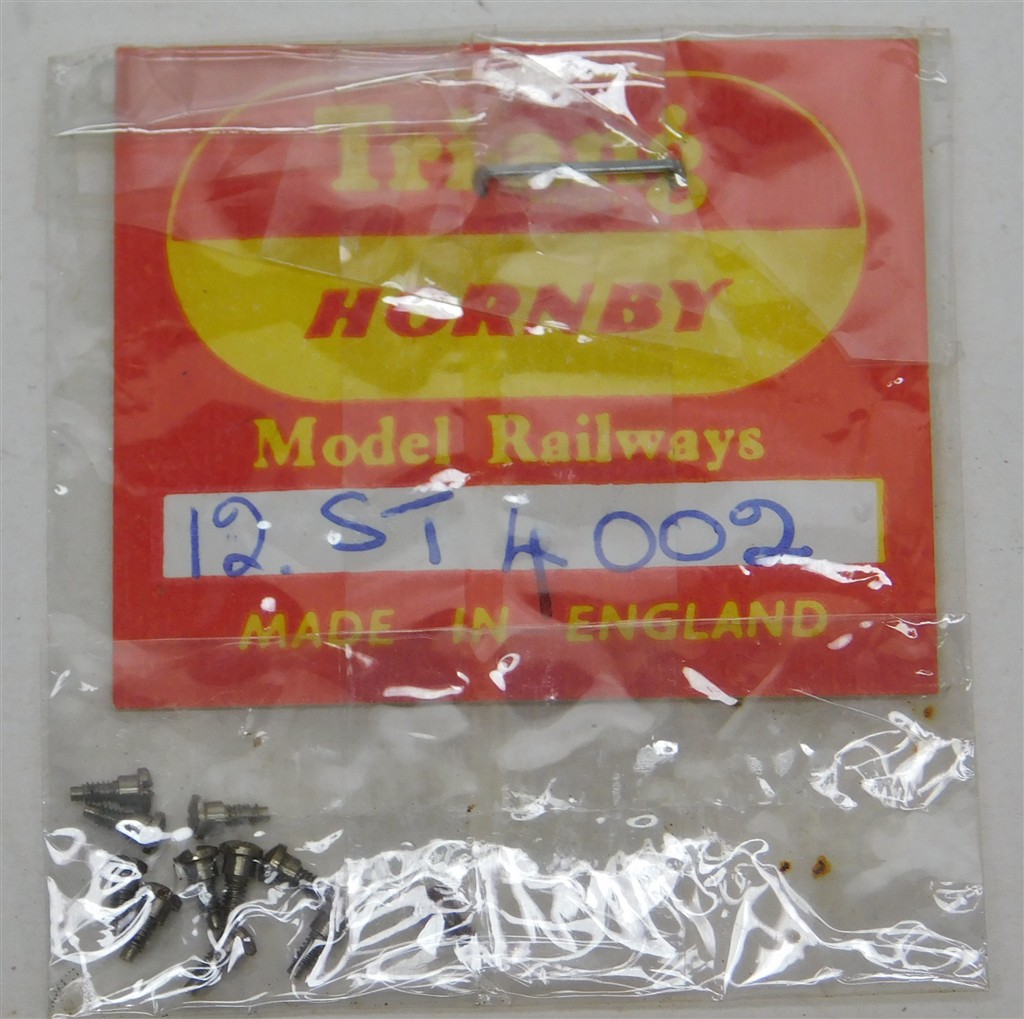 Tri-ang
HORNBY
Model Railways
12. ST 4002
MADE IN ENGLAND